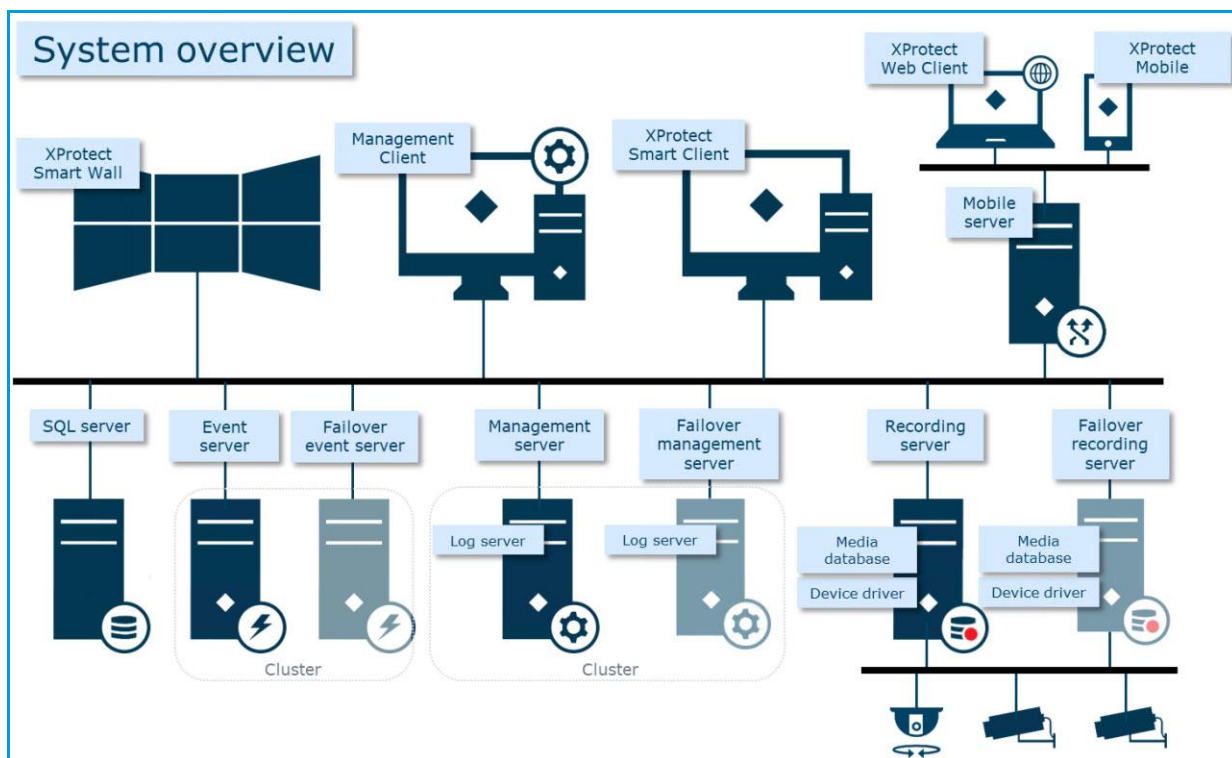 System overview
XProtect
Web Client
XProtect
Mobile
XProtect
Smart Wall
Management
Client
XProtect
Smart Client
Mobile
server
SQL server
Event
server
Failover
event server
Management
server
Failover
management
server
Recording
server
Failover
recording
server
Log server
Log server
Media
database
Device driver
Media
database
Device driver
Cluster
Cluster